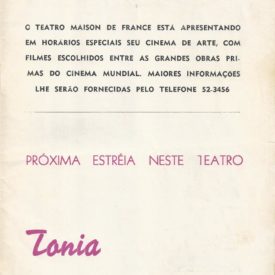 O TEATRO MAISON DE FRANCE ESTÁ APRESENTANDO
EM HORÁRIOS ESPECIAIS SEU CINEMA DE ARTE, COM
FILMES ESCOLHIDOS ENTRE AS GRANDES OBRAS PRI-
MAS DO CINEMA MUNDIAL. MAIORES INFORMAÇÕES
LHE SERÃO FORNECIDAS PELO TELEFONE 52-3456
PRÓXIMA ESTRÉIA NESTE TEATRO
Tonia